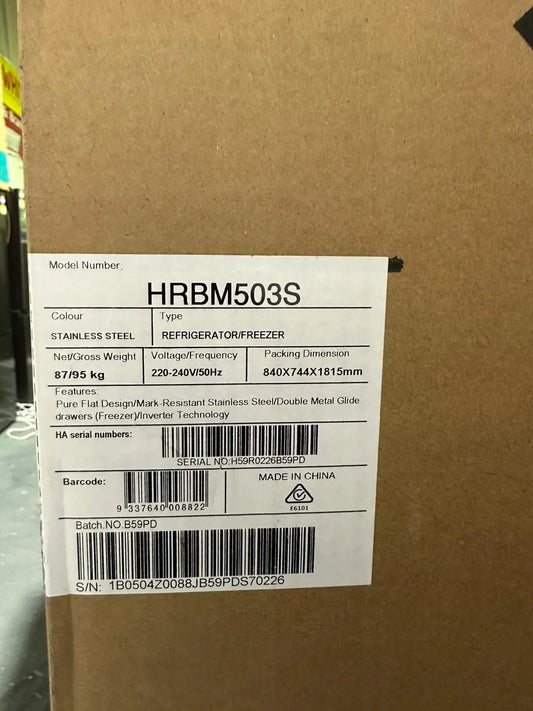 Model Number,
HRBM503S
Colour
Type
STAINLESS STEEL
REFRIGERATOR/FREEZER
Net/Gross Weight
Voltage/Frequency
Packing Dimension
87/95 kg
220-240V/50Hz
840X744X1815mm
Features:
Pure Flat Design/Mark-Resistant Stainless Steel/Double Metal Glide
drawers (Freezer)/Inverter Technology
HA serial numbers:
SERIAL NO:H59R0226B59PD
Barcode:
9 337640 008822
MADE IN CHINA
E6101
Batch.NO.B59PD
S/N: 1B0504Z0088JB59PDS70226